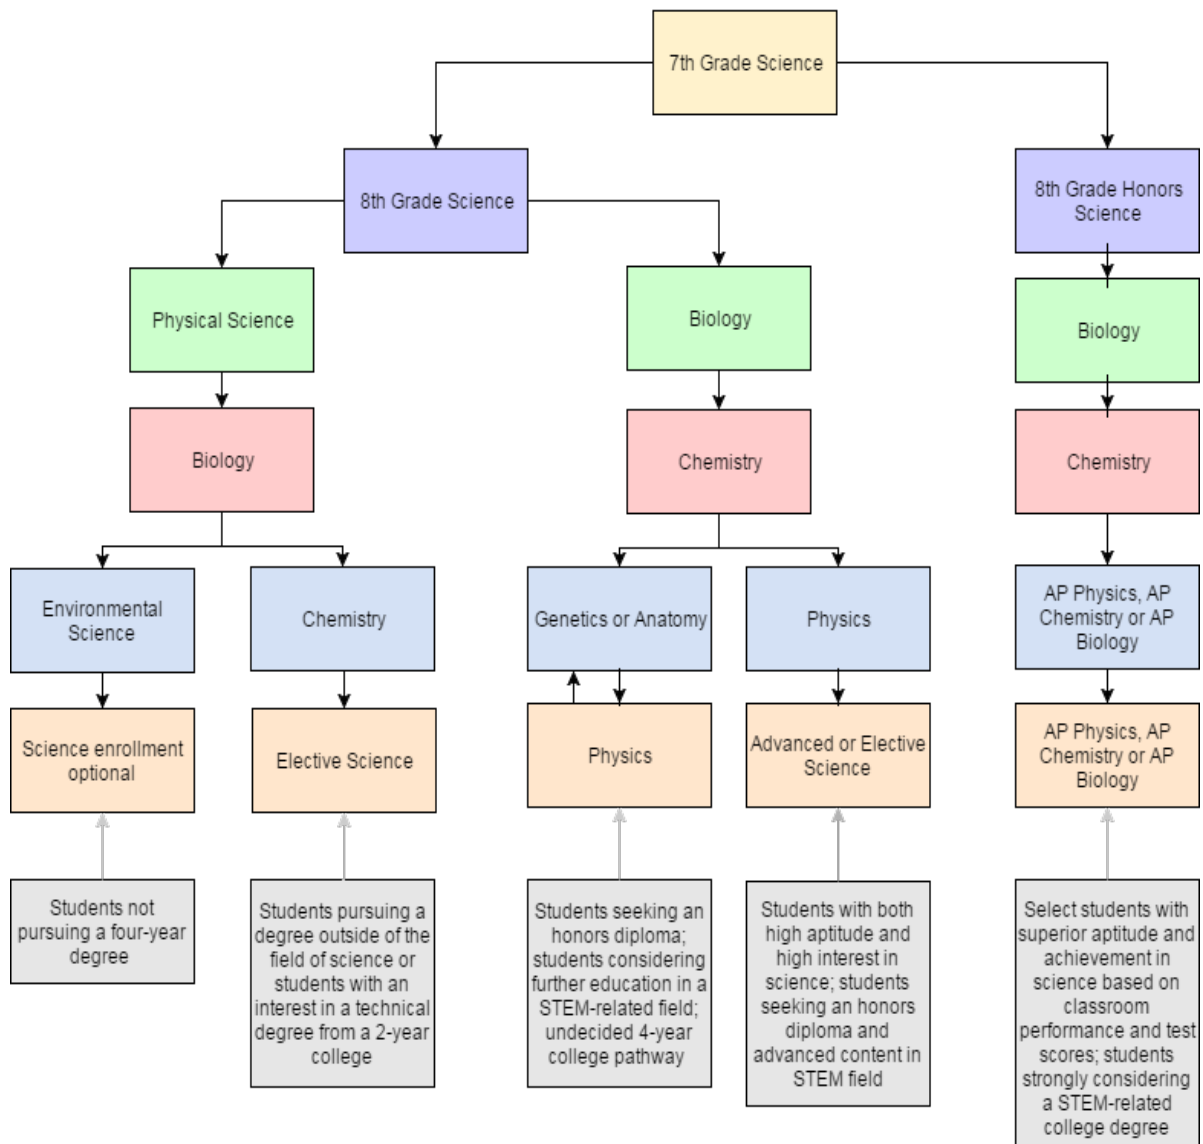 7th Grade Science
8th Grade Science
8th Grade Honors
Science
Physical Science
Biology
Biology
Biology
Chemistry
Chemistry
Environmental
Science
Chemistry
Genetics or Anatomy
Physics
AP Physics, AP
Chemistry or AP
Biology
Science enrollment
optional
Elective Science
Physics
Advanced or Elective
Science
AP Physics, AP
Chemistry or AP
Biology
Students not
pursuing a four-year
degree
Students pursuing a
degree outside of the
field of science or
students with an
interest in a technical
degree from a 2-year
college
Students seeking an
honors diploma;
students considering
further education in a
STEM-related field;
undecided 4-year
college pathway
Students with both
high aptitude and
high interest in
science; students
seeking an honors
diploma and
advanced content in
STEM field
Select students with
superior aptitude and
achievement in
science based on
classroom
performance and test
scores; students
strongly considering
a STEM-related
college degree